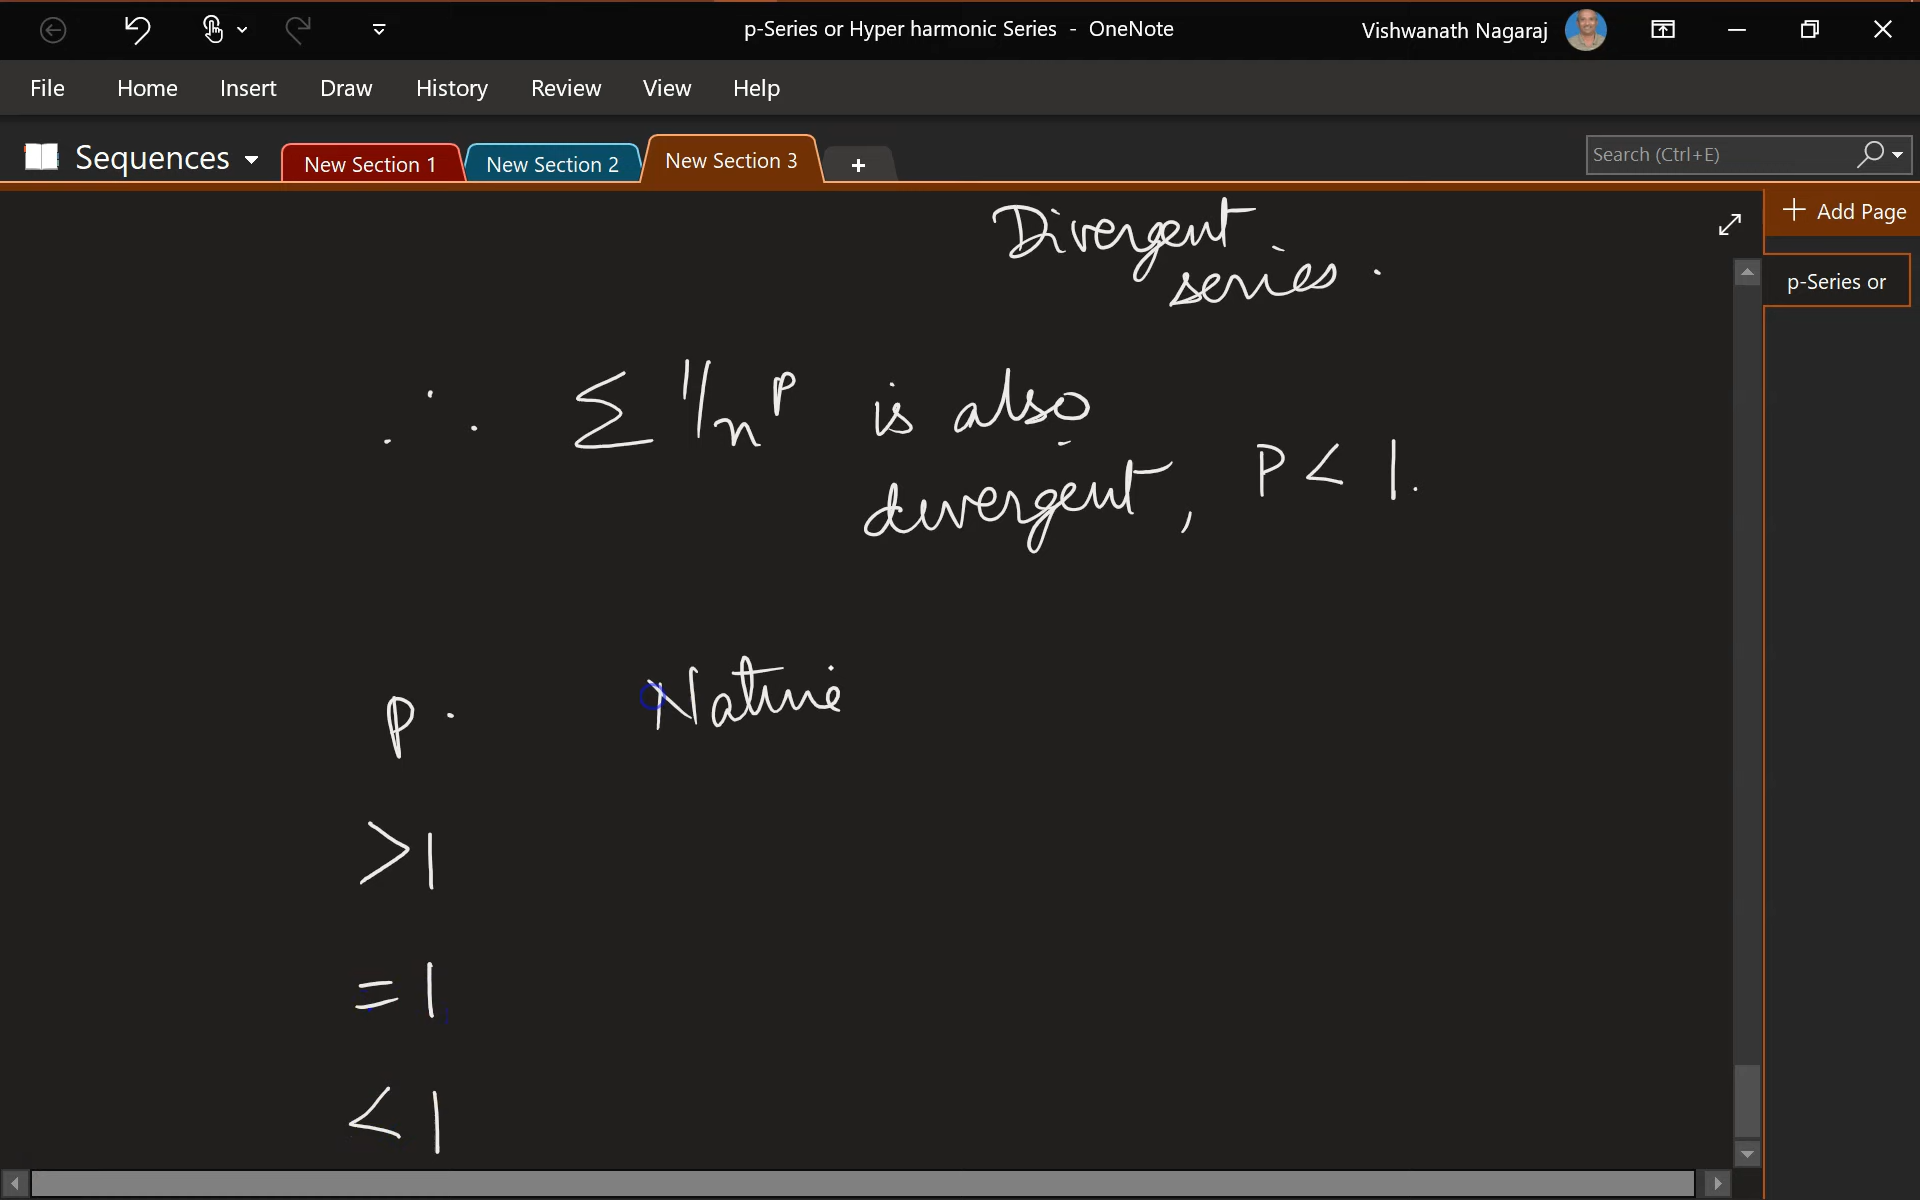 p-Series or Hyper harmonic Series - OneNote
Vishwanath Nagaraj
File Home Insert Draw History Review View Help
Sequences
New Section 1
New Section 2
New Section 3
+
Search (Ctrl+E)
+ Add Page
p-Series or
Divergent
series.
∴ Σ 1/n^p is also
divergent, P < 1.
p. Nature
>1
=1
<1